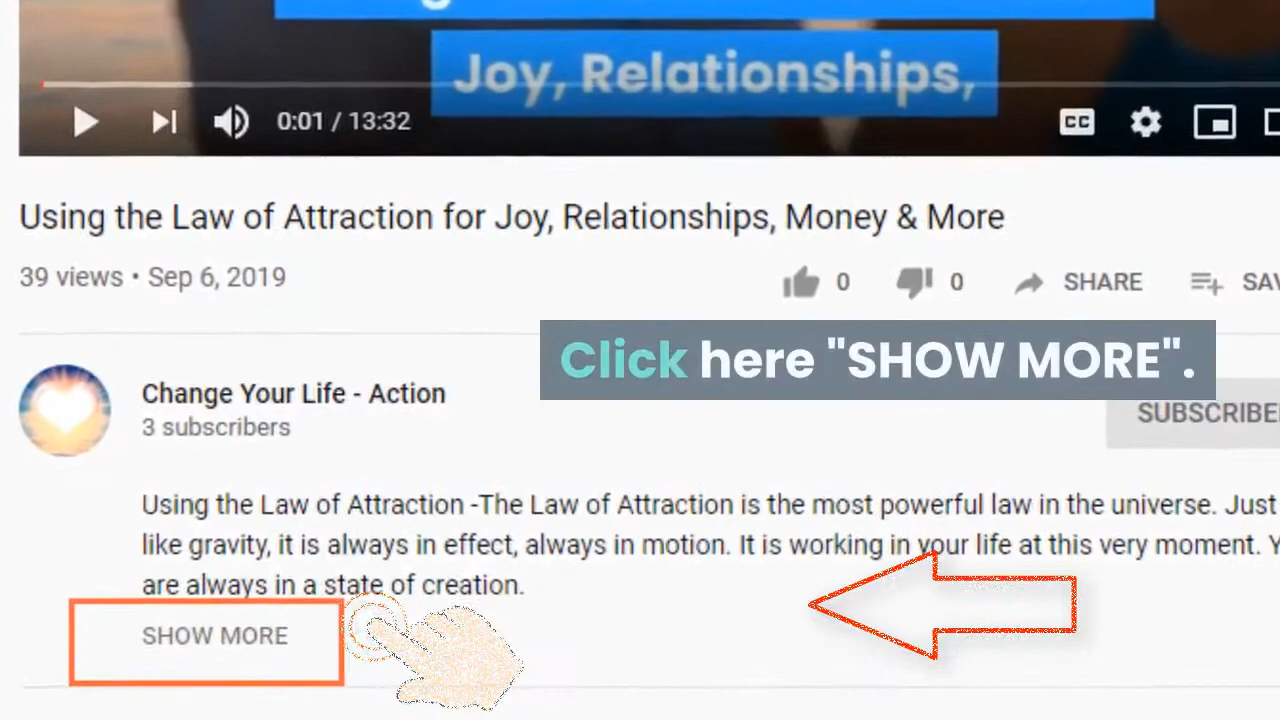 Joy, Relationships,
0:01 / 13:32
CC
Using the Law of Attraction for Joy, Relationships, Money & More
39 views • Sep 6, 2019
0
0
SHARE
Click here "SHOW MORE".
Change Your Life - Action
3 subscribers
Using the Law of Attraction -The Law of Attraction is the most powerful law in the universe. Just
like gravity, it is always in effect, always in motion. It is working in your life at this very moment.
are always in a state of creation.
SHOW MORE